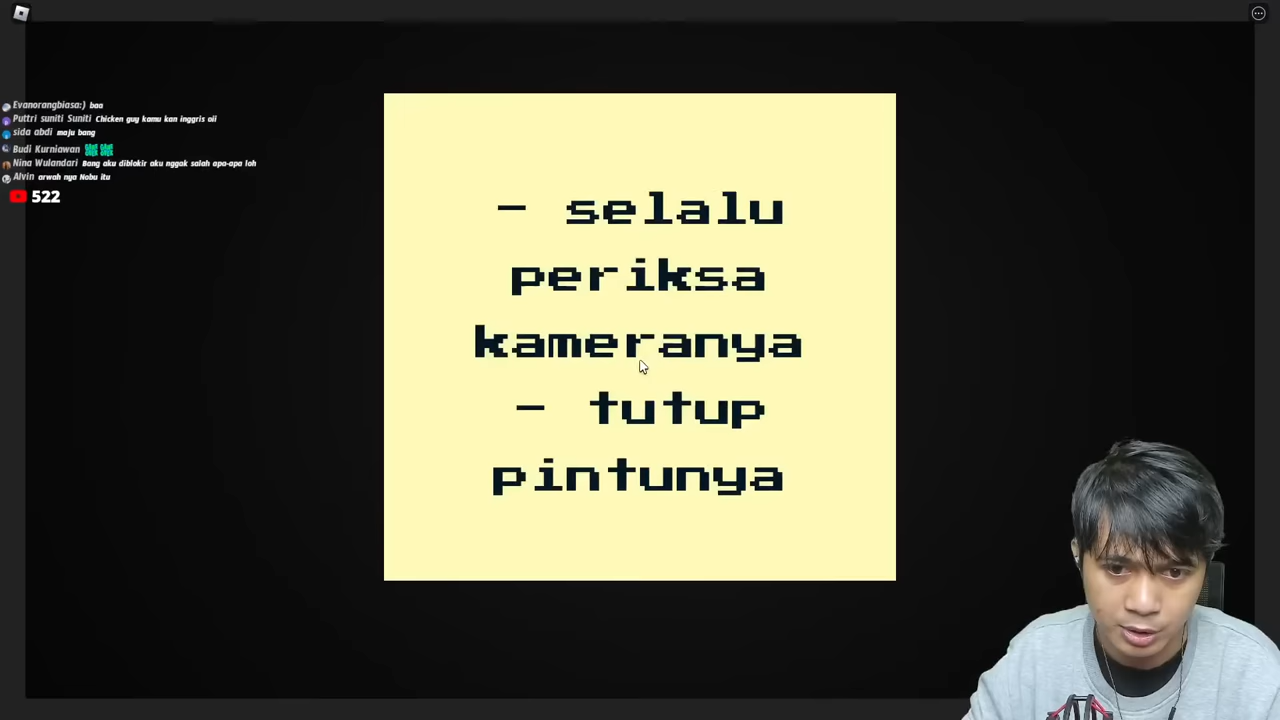 Evanorangbiasa:) baa
Puttri suniti Suniti Chicken guy kamu kan inggris oii
sida abdi maju bang
Budi Kurniawan
Nina Wulandari Bang aku diblokir aku nggak salah apa-apa loh
Alvin arwah nya Nobu itu
522
- selalu
periksa
kameranya
- tutup
pintunya